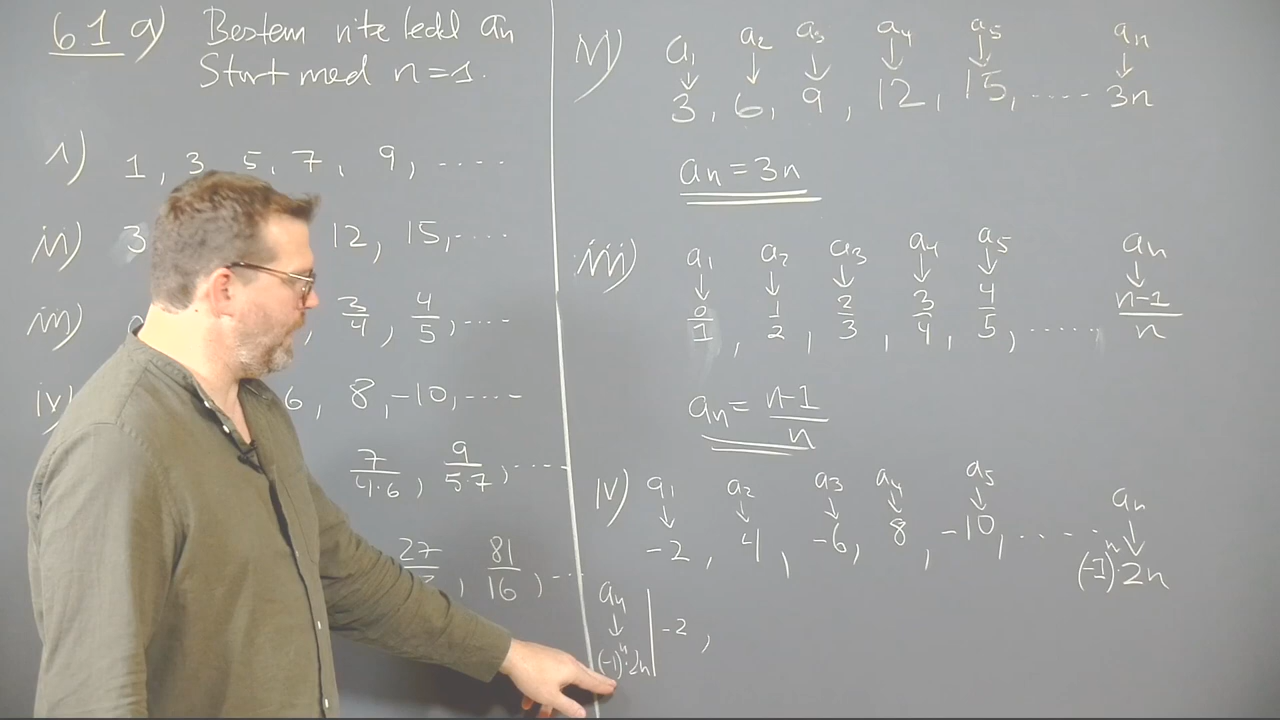 6.1 a) Bestem n'te ledd an
Start med n=1.
i) 1, 3, 5, 7, 9, .....
ii) 3 12, 15, .....
iii) 0 , 3/4, 4/5, .....
iv) 6, 8, -10, .....
7/(4·6), 9/(5·7), .....
27 , 81/16, ...
ii) a1 a2 a3 a4 a5 an
↓ ↓ ↓ ↓ ↓ ↓
3, 6, 9, 12, 15, ...... 3n
an = 3n
iii) a1 a2 a3 a4 a5 an
↓ ↓ ↓ ↓ ↓ ↓
0/1, 1/2, 2/3, 3/4, 4/5, ...... (n-1)/n
an = (n-1)/n
iv) a1 a2 a3 a4 a5 an
↓ ↓ ↓ ↓ ↓ ↓
-2, 4, -6, 8, -10, ..... (-1)^n·2n
an
↓ | -2,
(-1)^n·2n